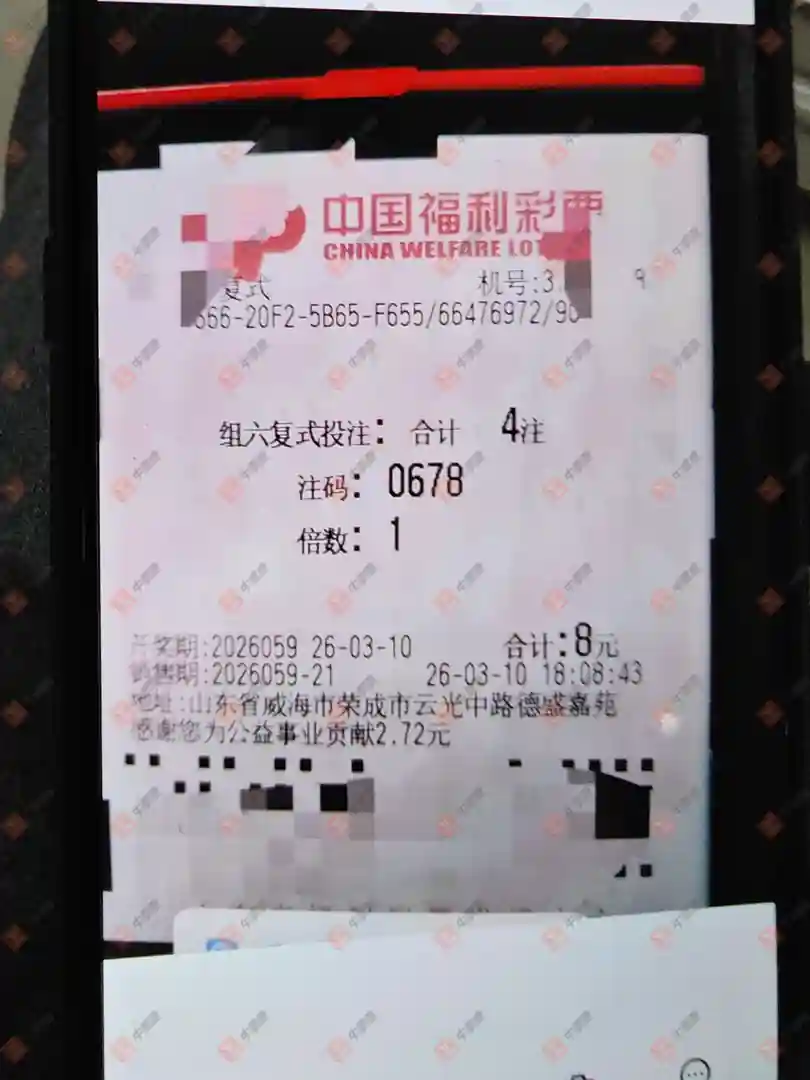 中国福利彩票
CHINA WELFARE LOT
复式 机号:3 9
666-20F2-5B65-F655/66476972/90
组六复式投注: 合计 4注
注码: 0678
倍数: 1
开奖期:2026059 26-03-10 合计:8元
销售期:2026059-21 26-03-10 18:08:43
地址:山东省威海市荣成市云光中路德盛嘉苑
感谢您为公益事业贡献2.72元